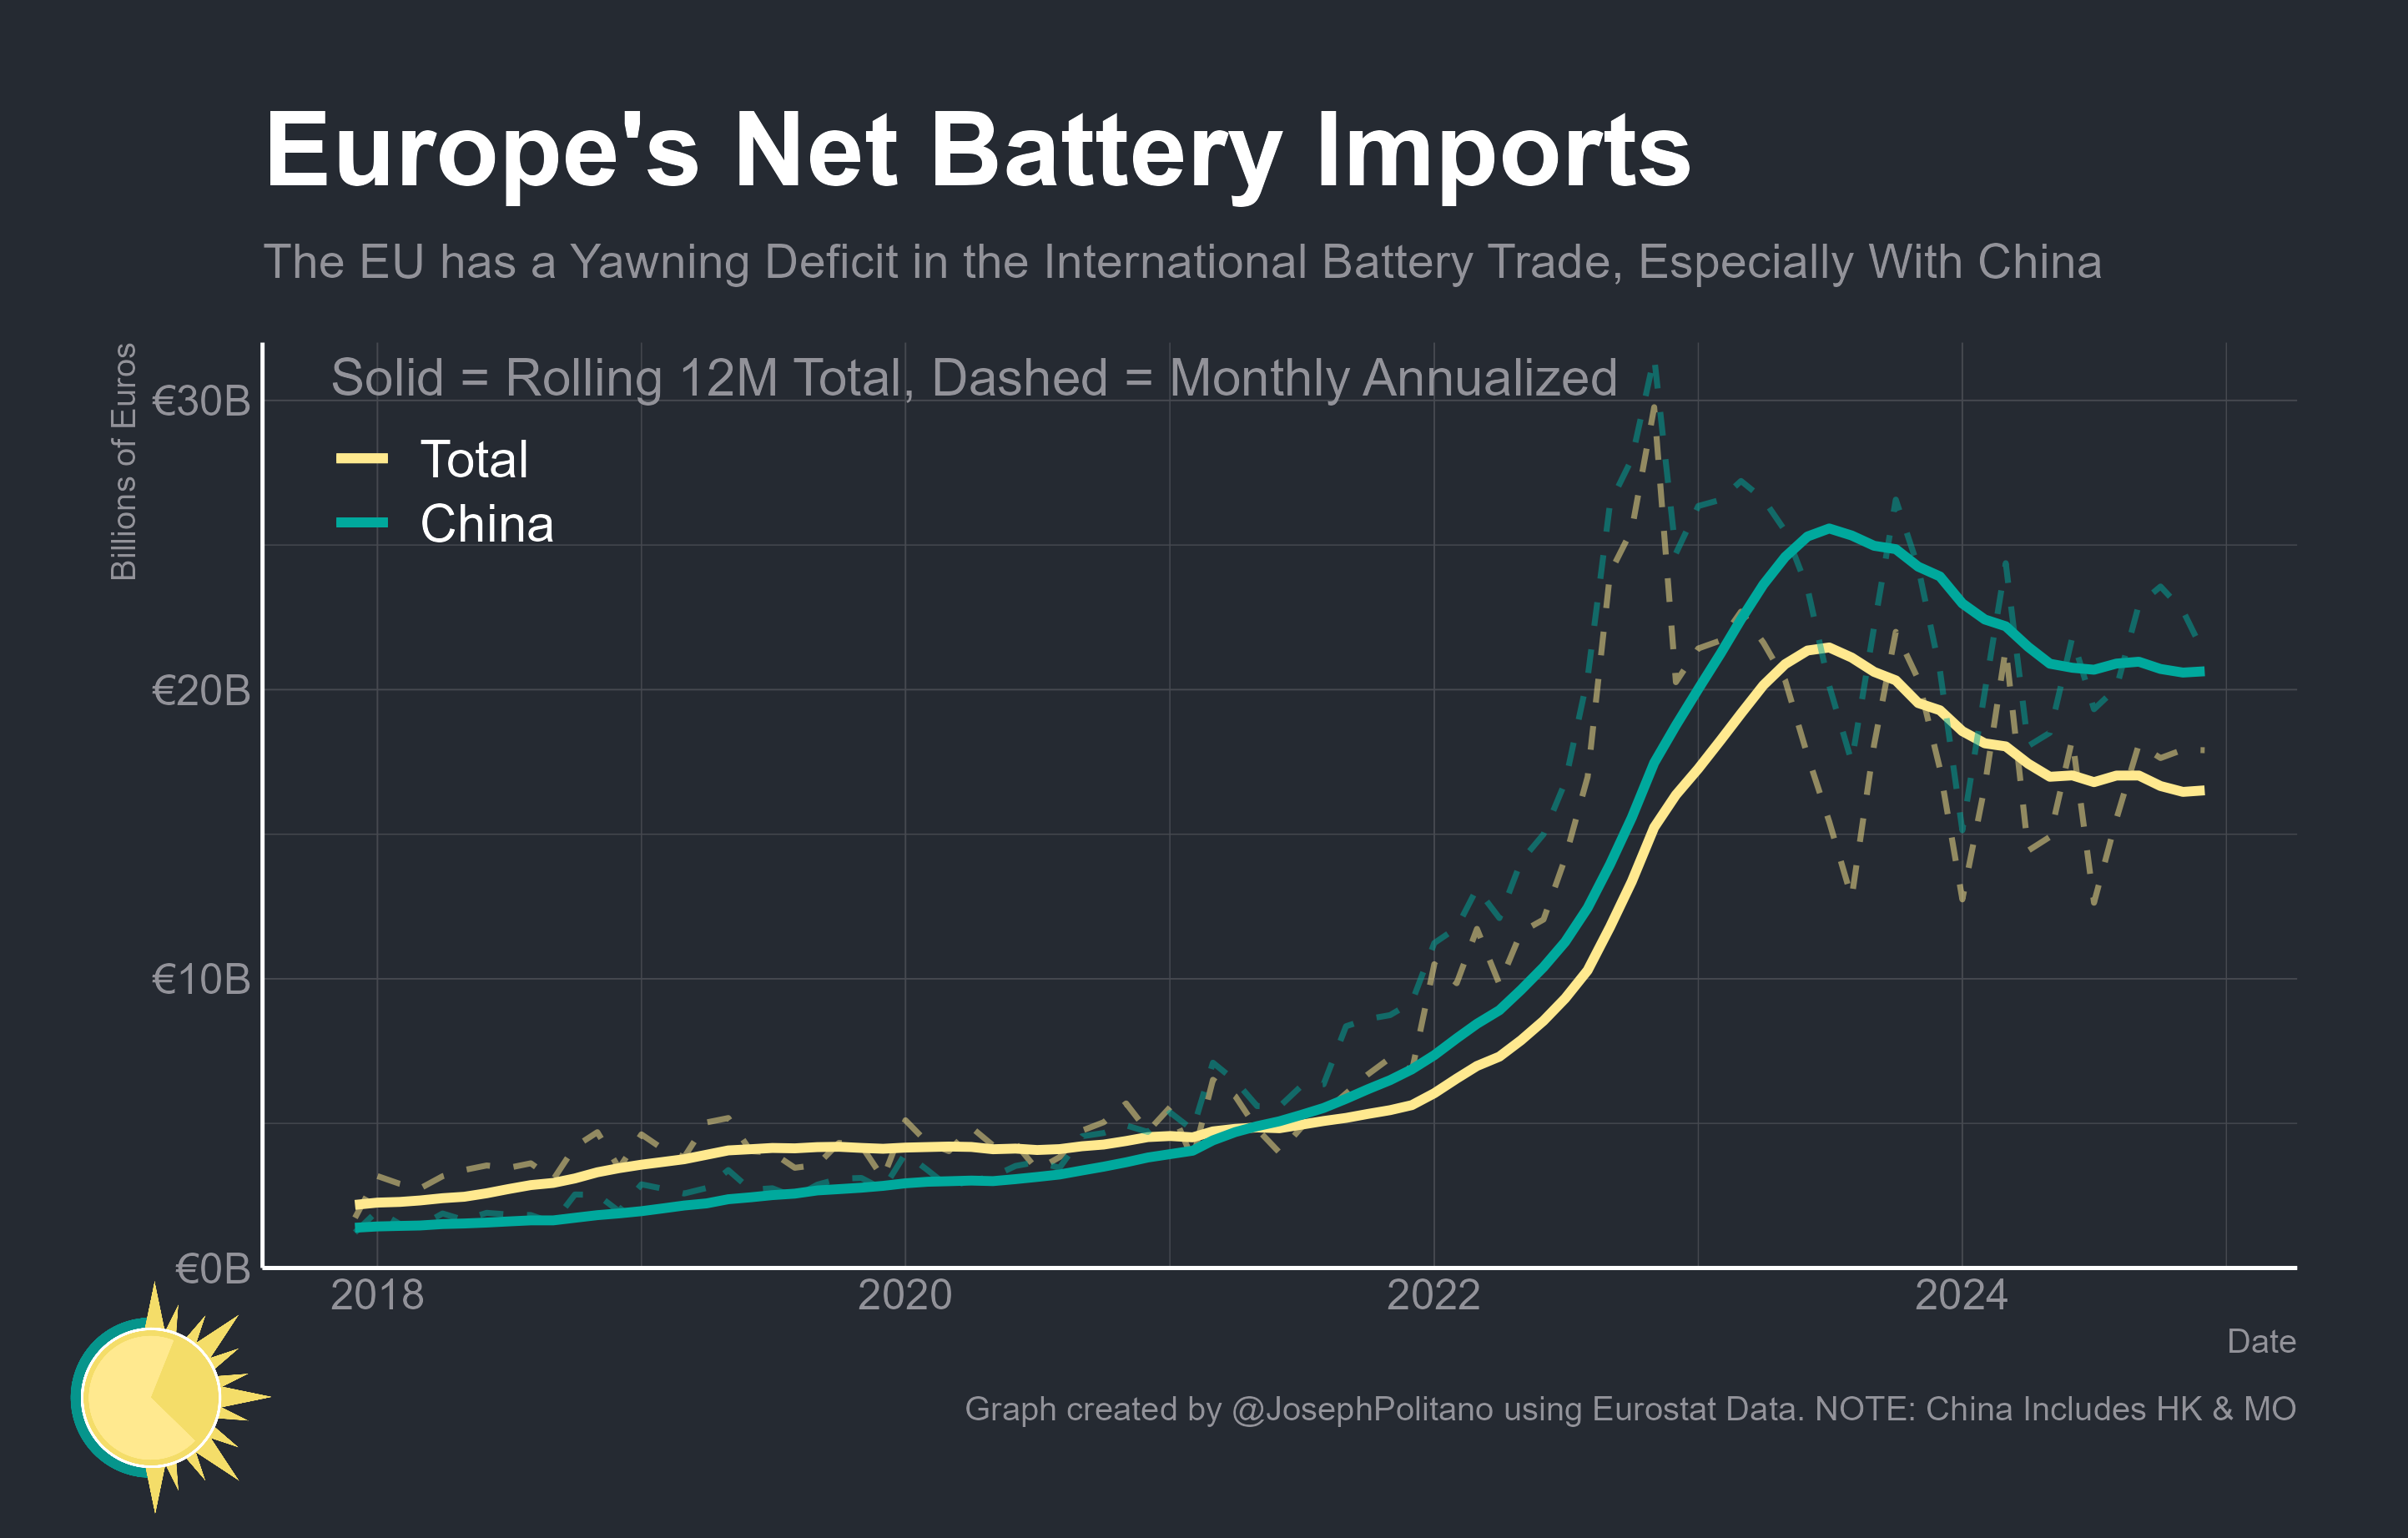 Europe's Net Battery Imports
The EU has a Yawning Deficit in the International Battery Trade, Especially With China
Billions of Euros
Solid = Rolling 12M Total, Dashed = Monthly Annualized
Total
China
€30B
€20B
€10B
€0B
2018
2020
2022
2024
Date
Graph created by @JosephPolitano using Eurostat Data. NOTE: China Includes HK & MO